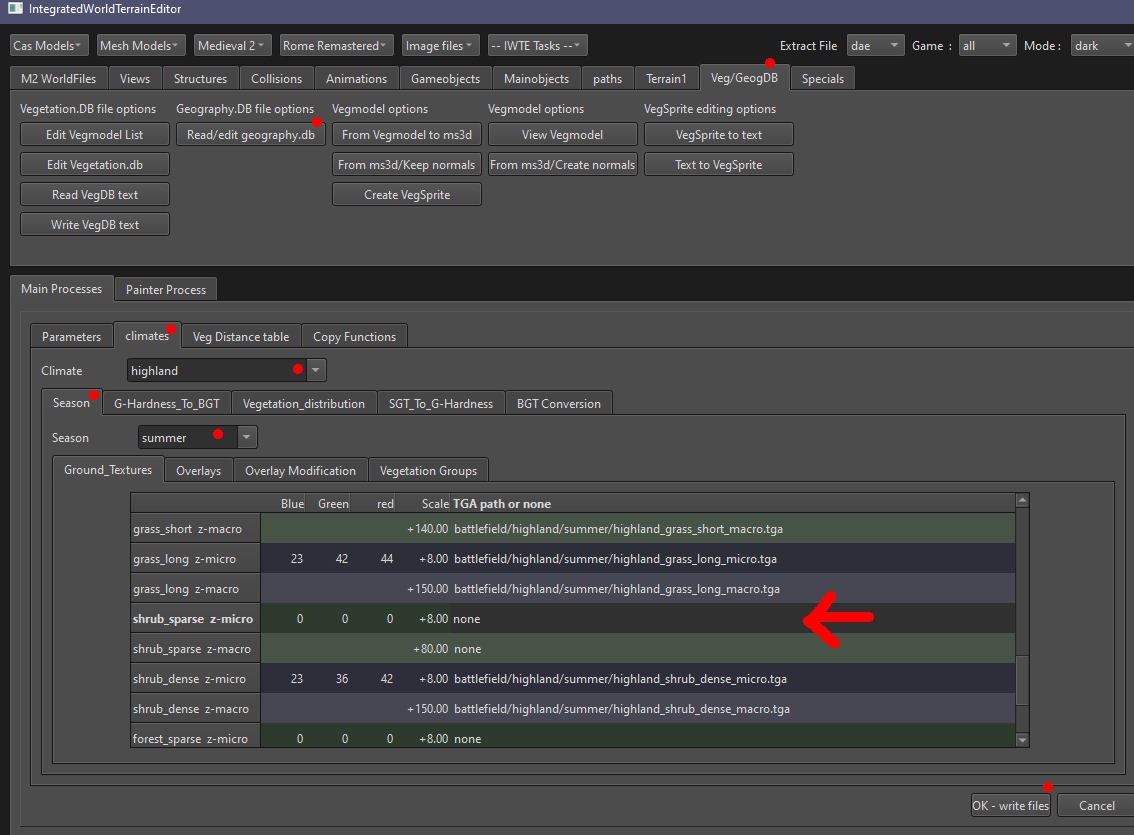 IntegratedWorldTerrainEditor
Cas Models Mesh Models Medieval 2 Rome Remastered Image files -- IWTE Tasks -- Extract File dae Game : all Mode : dark
M2 WorldFiles Views Structures Collisions Animations Gameobjects Mainobjects paths Terrain1 Veg/GeogDB Specials
Vegetation.DB file options Geography.DB file options Vegmodel options Vegmodel options VegSprite editing options
Edit Vegmodel List Read/edit geography.db From Vegmodel to ms3d View Vegmodel VegSprite to text
Edit Vegetation.db From ms3d/Keep normals From ms3d/Create normals Text to VegSprite
Read VegDB text Create VegSprite
Write VegDB text
Main Processes Painter Process
Parameters climates Veg Distance table Copy Functions
Climate highland
Season G-Hardness_To_BGT Vegetation_distribution SGT_To_G-Hardness BGT Conversion
Season summer
Ground_Textures Overlays Overlay Modification Vegetation Groups
Blue Green red Scale TGA path or none
grass_short z-macro +140.00 battlefield/highland/summer/highland_grass_short_macro.tga
grass_long z-micro 23 42 44 +8.00 battlefield/highland/summer/highland_grass_long_micro.tga
grass_long z-macro +150.00 battlefield/highland/summer/highland_grass_long_macro.tga
shrub_sparse z-micro 0 0 0 +8.00 none
shrub_sparse z-macro +80.00 none
shrub_dense z-micro 23 36 42 +8.00 battlefield/highland/summer/highland_shrub_dense_micro.tga
shrub_dense z-macro +150.00 battlefield/highland/summer/highland_shrub_dense_macro.tga
forest_sparse z-micro 0 0 0 +8.00 none
OK - write files Cancel